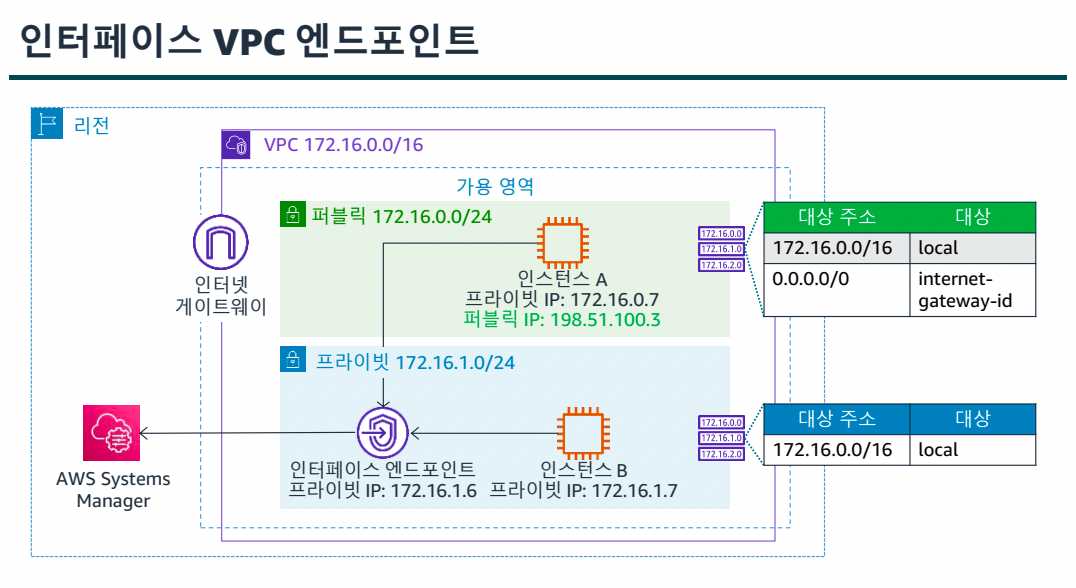 인터페이스 VPC 엔드포인트
리전
VPC 172.16.0.0/16
가용 영역
퍼블릭 172.16.0.0/24
인스턴스 A
프라이빗 IP: 172.16.0.7
퍼블릭 IP: 198.51.100.3
인터넷
게이트웨이
172.16.0.0
172.16.1.0
172.16.2.0
대상 주소 대상
172.16.0.0/16 local
0.0.0.0/0 internet-
gateway-id
프라이빗 172.16.1.0/24
인터페이스 엔드포인트
프라이빗 IP: 172.16.1.6
인스턴스 B
프라이빗 IP: 172.16.1.7
AWS Systems
Manager
172.16.0.0
172.16.1.0
172.16.2.0
대상 주소 대상
172.16.0.0/16 local